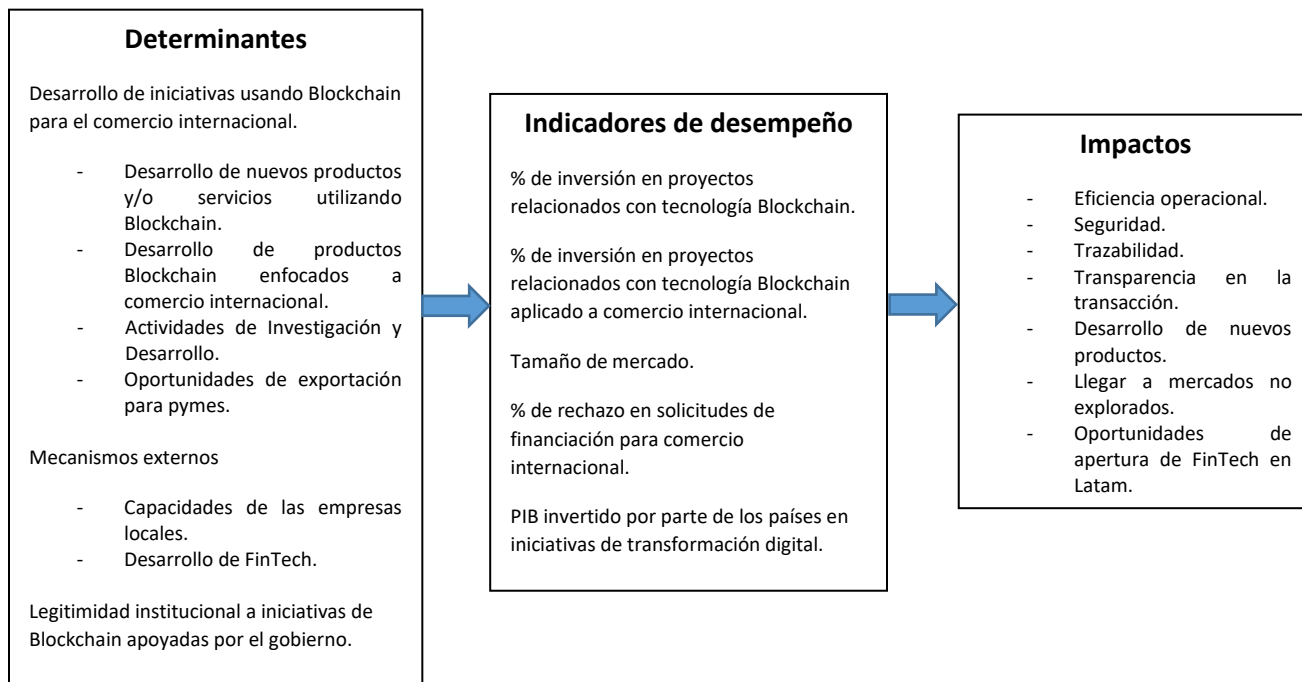 Determinantes
Desarrollo de iniciativas usando Blockchain
para el comercio internacional.
- Desarrollo de nuevos productos
y/o servicios utilizando
Blockchain.
- Desarrollo de productos
Blockchain enfocados a
comercio internacional.
- Actividades de Investigación y
Desarrollo.
- Oportunidades de exportación
para pymes.
Mecanismos externos
- Capacidades de las empresas
locales.
- Desarrollo de FinTech.
Legitimidad institucional a iniciativas de
Blockchain apoyadas por el gobierno.
Indicadores de desempeño
% de inversión en proyectos
relacionados con tecnología Blockchain.
% de inversión en proyectos
relacionados con tecnología Blockchain
aplicado a comercio internacional.
Tamaño de mercado.
% de rechazo en solicitudes de
financiación para comercio
internacional.
PIB invertido por parte de los países en
iniciativas de transformación digital.
Impactos
- Eficiencia operacional.
- Seguridad.
- Trazabilidad.
- Transparencia en la
transacción.
- Desarrollo de nuevos
productos.
- Llegar a mercados no
explorados.
- Oportunidades de
apertura de FinTech en
Latam.